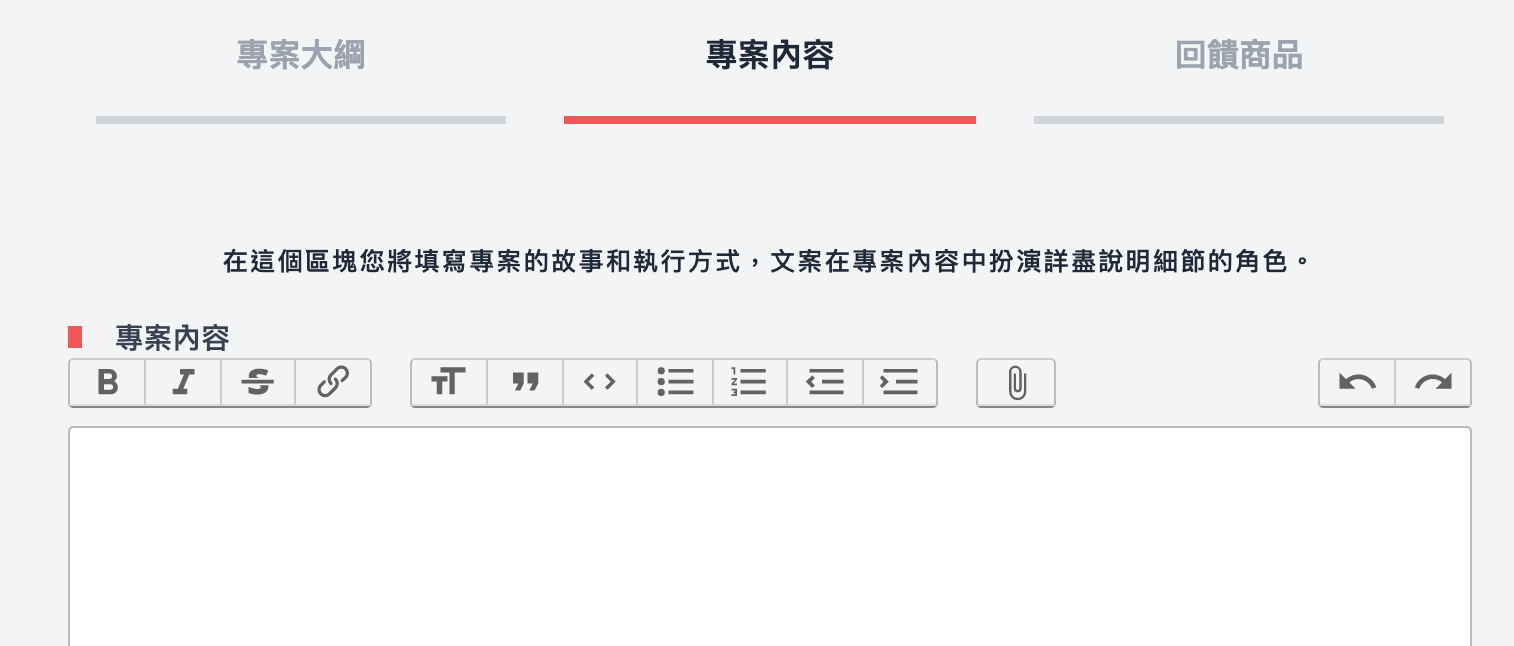 專案大綱
專案內容
回饋商品
在這個區塊您將填寫專案的故事和執行方式，文案在專案內容中扮演詳盡說明細節的角色。
專案內容